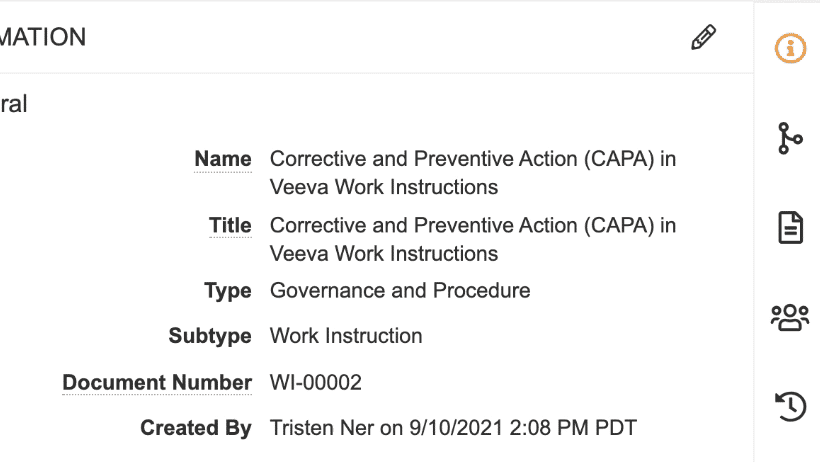 MATION
ral
Name Corrective and Preventive Action (CAPA) in
Veeva Work Instructions
Title Corrective and Preventive Action (CAPA) in
Veeva Work Instructions
Type Governance and Procedure
Subtype Work Instruction
Document Number WI-00002
Created By Tristen Ner on 9/10/2021 2:08 PM PDT